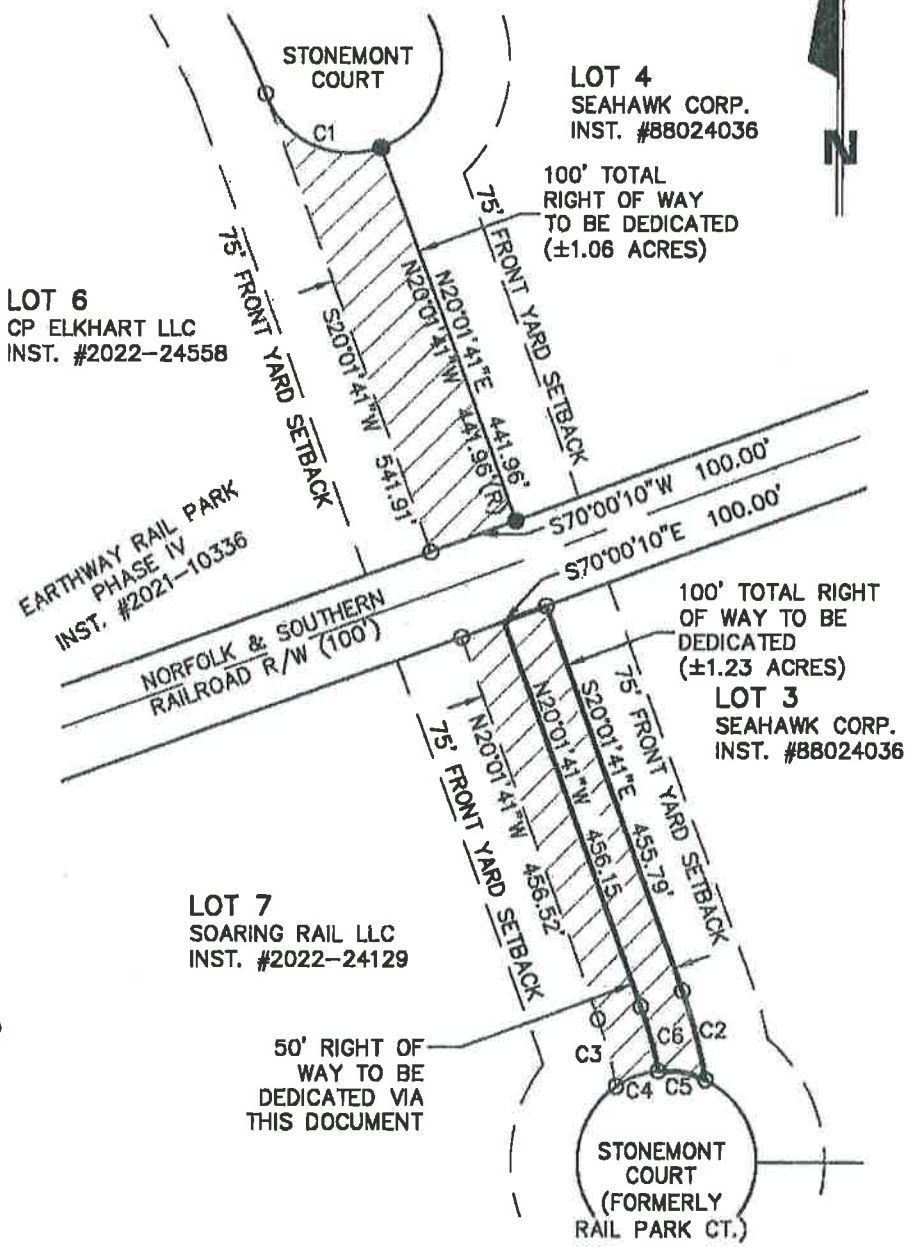 STONEMONT
COURT
C1
LOT 4
SEAHAWK CORP.
INST. #88024036
N
100' TOTAL
RIGHT OF WAY
TO BE DEDICATED
(±1.06 ACRES)
75' FRONT YARD SETBACK
75' FRONT YARD SETBACK
LOT 6
CP ELKHART LLC
INST. #2022-24558
S20°01'41"W 541.91'
N20°01'41"W 441.96'(R)
N20°01'41"E 441.96'
S70°00'10"W 100.00'
S70°00'10"E 100.00'
EARTHWAY RAIL PARK
PHASE IV
INST. #2021-10336
NORFOLK & SOUTHERN
RAILROAD R/W (100')
100' TOTAL RIGHT
OF WAY TO BE
DEDICATED
(±1.23 ACRES)
LOT 3
SEAHAWK CORP.
INST. #88024036
75' FRONT YARD SETBACK
N20°01'41"W 456.52'
N20°01'41"W 456.15
S20°01'41"E 455.79'
75' FRONT YARD SETBACK
LOT 7
SOARING RAIL LLC
INST. #2022-24129
50' RIGHT OF
WAY TO BE
DEDICATED VIA
THIS DOCUMENT
C3
C6
C2
C4
C5
STONEMONT
COURT
(FORMERLY
RAIL PARK CT.)